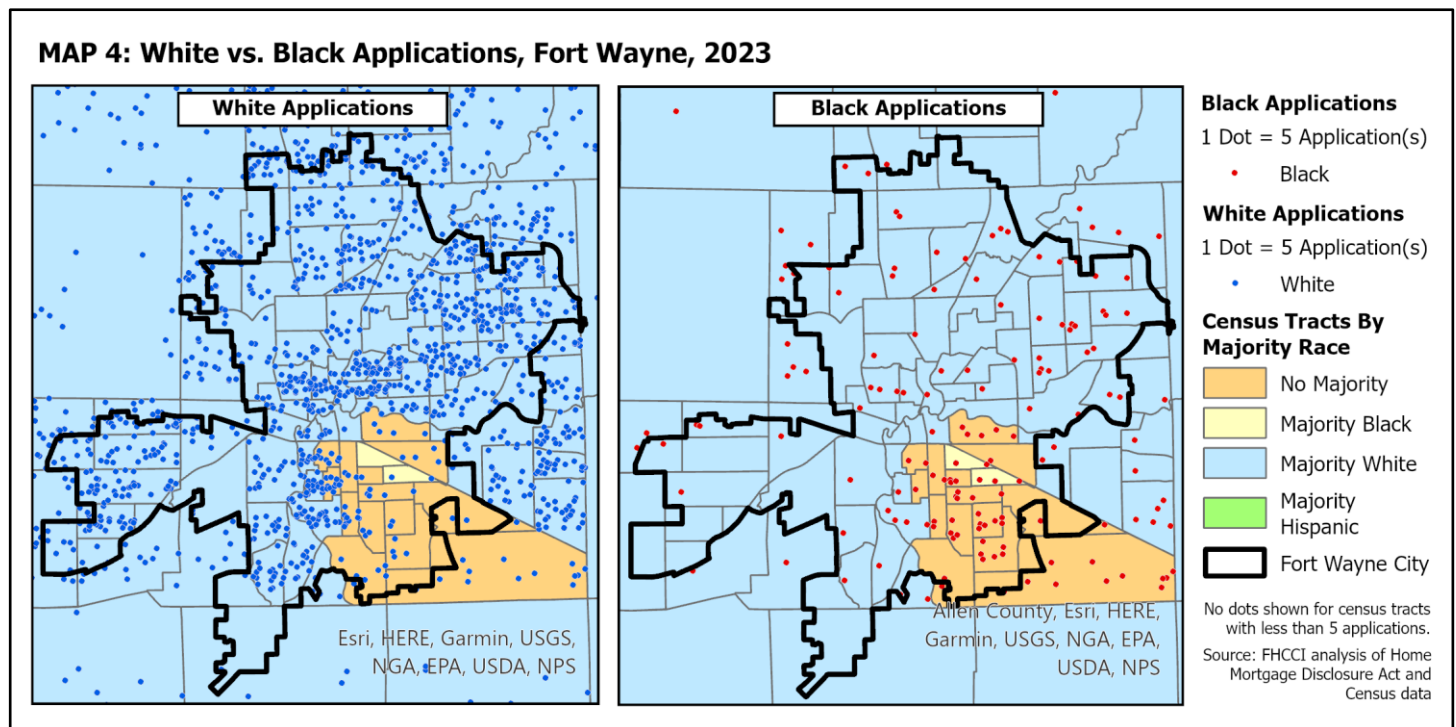 MAP 4: White vs. Black Applications, Fort Wayne, 2023
White Applications
Esri, HERE, Garmin, USGS,
NGA, EPA, USDA, NPS
Black Applications
Allen County, Esri, HERE,
Garmin, USGS, NGA, EPA,
USDA, NPS
Black Applications
1 Dot = 5 Application(s)
Black
White Applications
1 Dot = 5 Application(s)
White
Census Tracts By
Majority Race
No Majority
Majority Black
Majority White
Majority
Hispanic
Fort Wayne City
No dots shown for census tracts
with less than 5 applications.
Source: FHCCI analysis of Home
Mortgage Disclosure Act and
Census data